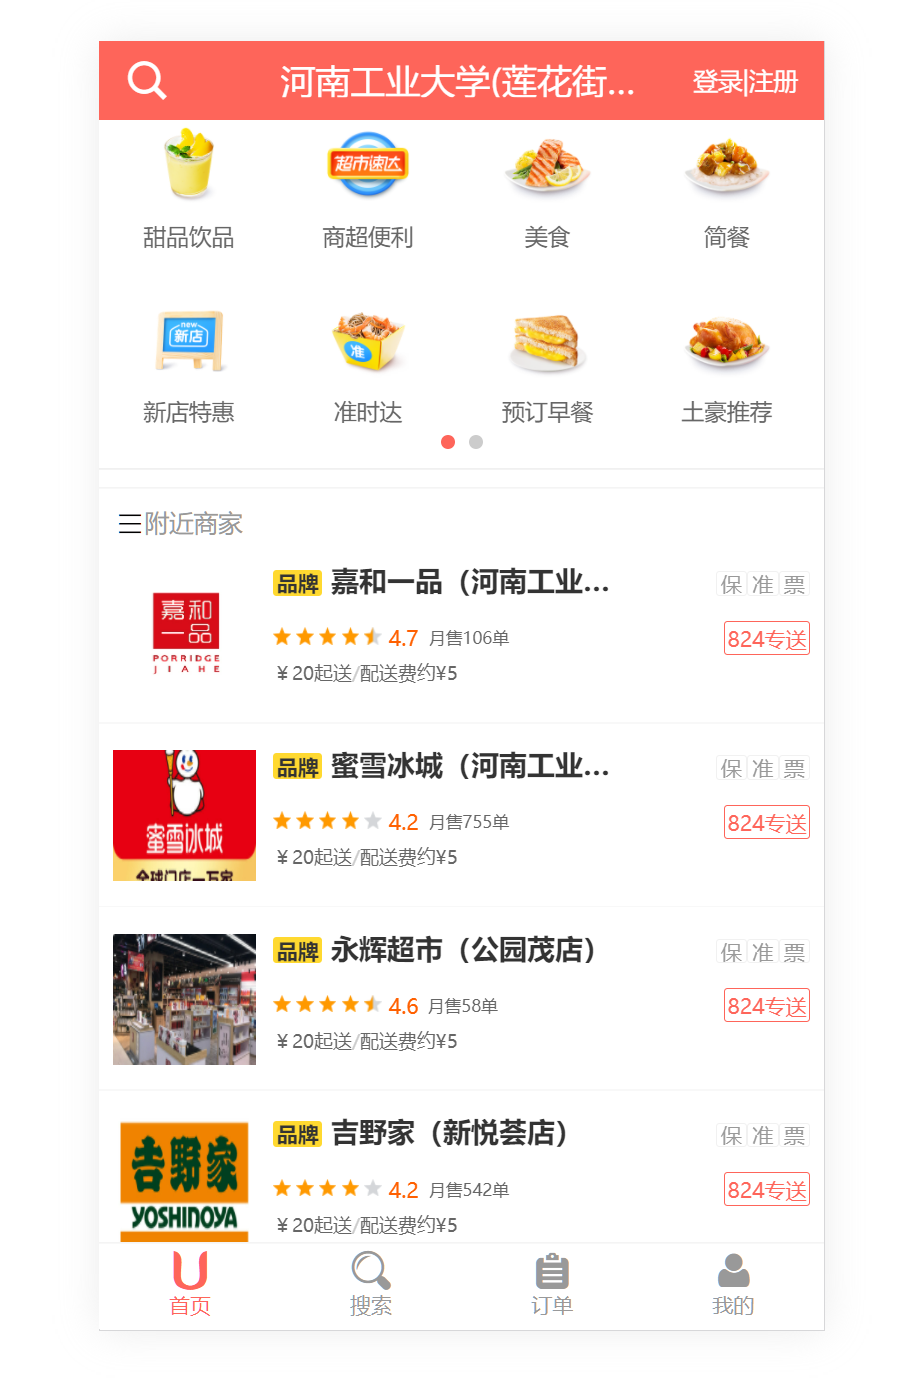 河南工业大学(莲花街...
登录|注册
超市速达
甜品饮品
商超便利
美食
简餐
new
新店
准
新店特惠
准时达
预订早餐
土豪推荐
附近商家
嘉和
一品
PORRIDGE
JIAHE
品牌 嘉和一品（河南工业...
保 准 票
4.7 月售106单
824专送
¥20起送/配送费约¥5
蜜雪冰城
全球门店一万家
品牌 蜜雪冰城（河南工业...
保 准 票
4.2 月售755单
824专送
¥20起送/配送费约¥5
品牌 永辉超市（公园茂店）
保 准 票
4.6 月售58单
824专送
¥20起送/配送费约¥5
吉野家
YOSHINOYA
品牌 吉野家（新悦荟店）
保 准 票
4.2 月售542单
824专送
¥20起送/配送费约¥5
首页
搜索
订单
我的